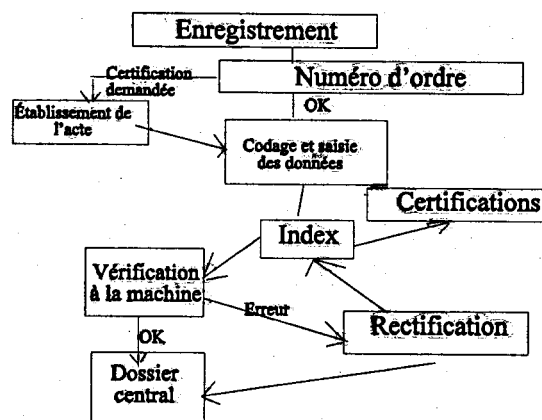 Enregistrement
Certification
demandée
Numéro d'ordre
OK
Établissement de
l'acte
Codage et saisie
des données
Certifications
Index
Vérification
à la machine
Erreur
Rectification
OK
Dossier
central